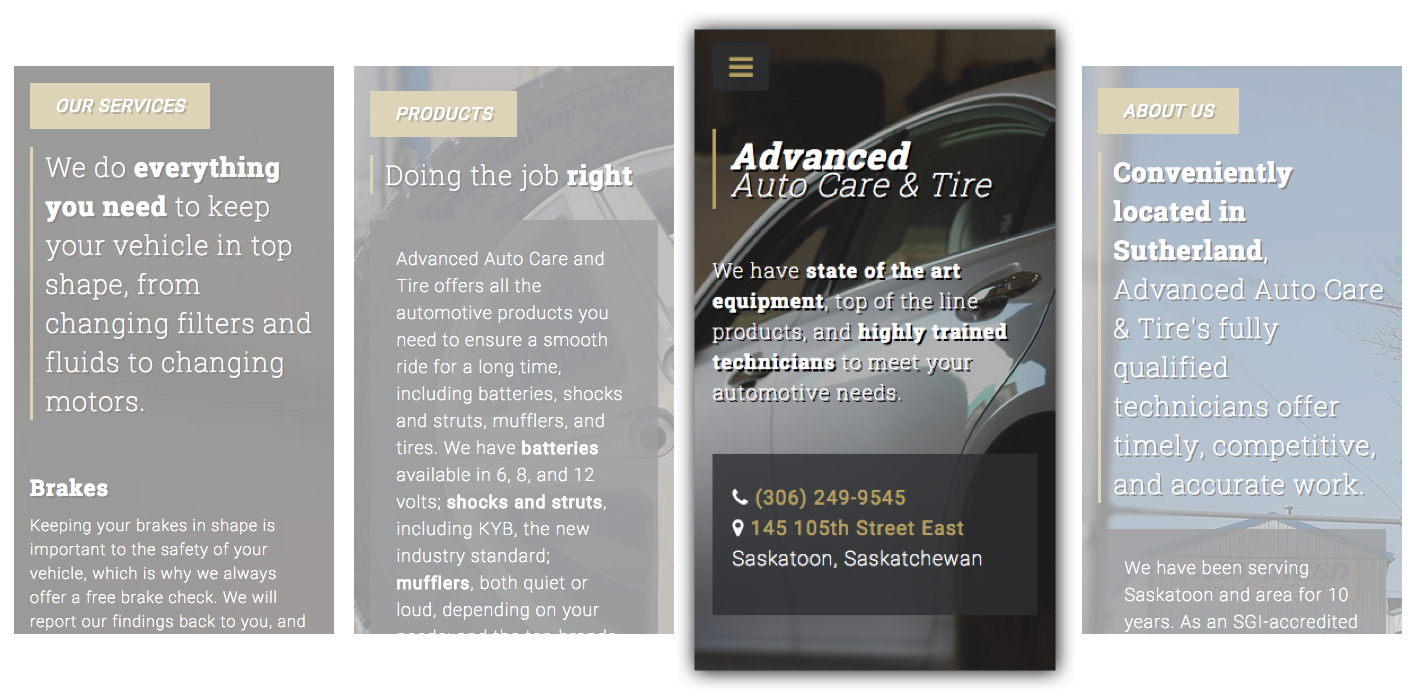 OUR SERVICES
We do everything
you need to keep
your vehicle in top
shape, from
changing filters and
fluids to changing
motors.
Brakes
Keeping your brakes in shape is
important to the safety of your
vehicle, which is why we always
offer a free brake check. We will
report our findings back to you, and
PRODUCTS
Doing the job right
Advanced Auto Care and
Tire offers all the
automotive products you
need to ensure a smooth
ride for a long time,
including batteries, shocks
and struts, mufflers, and
tires. We have batteries
available in 6, 8, and 12
volts; shocks and struts,
including KYB, the new
industry standard;
mufflers, both quiet or
loud, depending on your
needs; and the top brands
Advanced
Auto Care & Tire
We have state of the art
equipment, top of the line
products, and highly trained
technicians to meet your
automotive needs.
(306) 249-9545
145 105th Street East
Saskatoon, Saskatchewan
ABOUT US
Conveniently
located in
Sutherland,
Advanced Auto Care
& Tire's fully
qualified
technicians offer
timely, competitive,
and accurate work.
We have been serving
Saskatoon and area for 10
years. As an SGI-accredited